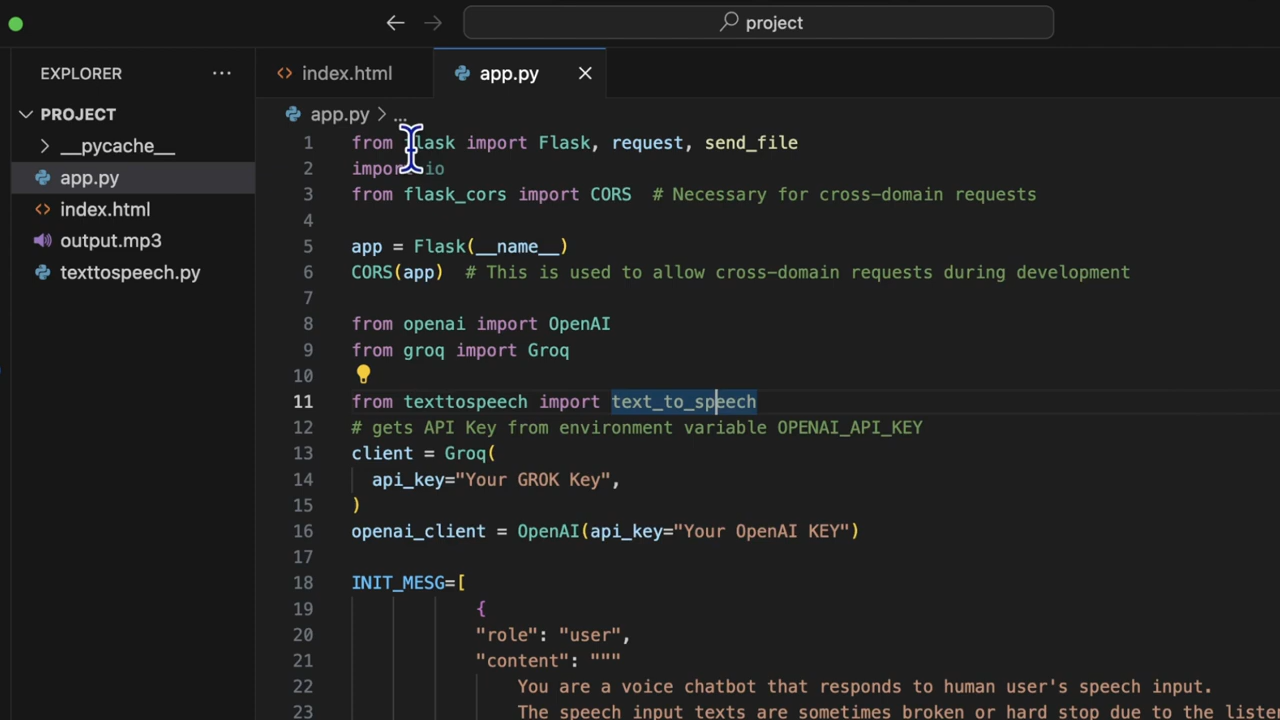 project
EXPLORER ...
index.html
app.py
PROJECT
__pycache__
app.py
index.html
output.mp3
texttospeech.py
app.py > ...
1 from flask import Flask, request, send_file
2 import io
3 from flask_cors import CORS # Necessary for cross-domain requests
4
5 app = Flask(__name__)
6 CORS(app) # This is used to allow cross-domain requests during development
7
8 from openai import OpenAI
9 from groq import Groq
10
11 from texttospeech import text_to_speech
12 # gets API Key from environment variable OPENAI_API_KEY
13 client = Groq(
14 api_key="Your GROK Key",
15 )
16 openai_client = OpenAI(api_key="Your OpenAI KEY")
17
18 INIT_MESG=[
19 {
20 "role": "user",
21 "content": """
22 You are a voice chatbot that responds to human user's speech input.
23 The speech input texts are sometimes broken or hard stop due to the listen